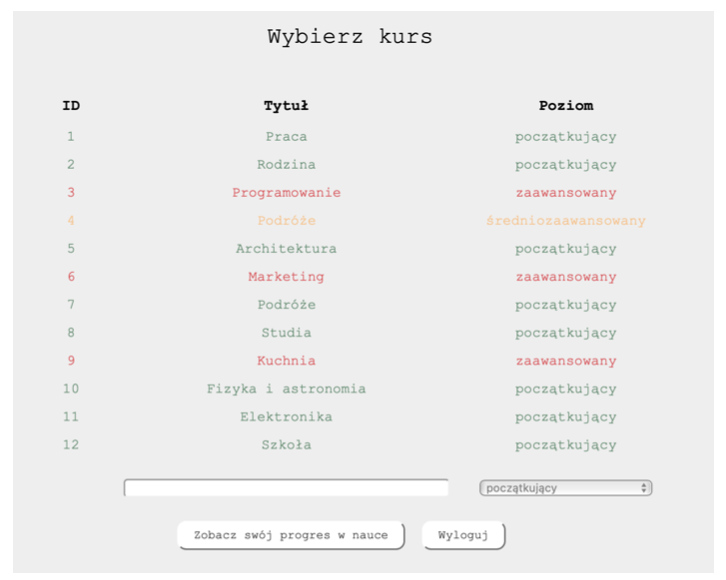 Wybierz kurs
ID Tytuł Poziom
1 Praca początkujący
2 Rodzina początkujący
3 Programowanie zaawansowany
4 Podróże średniozaawansowany
5 Architektura początkujący
6 Marketing zaawansowany
7 Podróże początkujący
8 Studia początkujący
9 Kuchnia zaawansowany
10 Fizyka i astronomia początkujący
11 Elektronika początkujący
12 Szkoła początkujący
początkujący
Zobacz swój progres w nauce Wyloguj